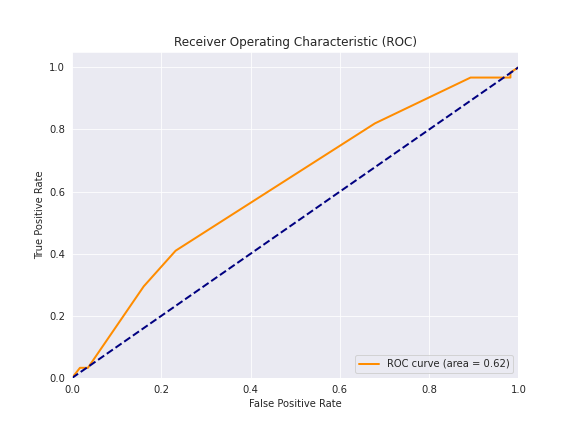 Receiver Operating Characteristic (ROC)
True Positive Rate
1.0
0.8
0.6
0.4
0.2
0.0
0.0 0.2 0.4 0.6 0.8 1.0
False Positive Rate
ROC curve (area = 0.62)